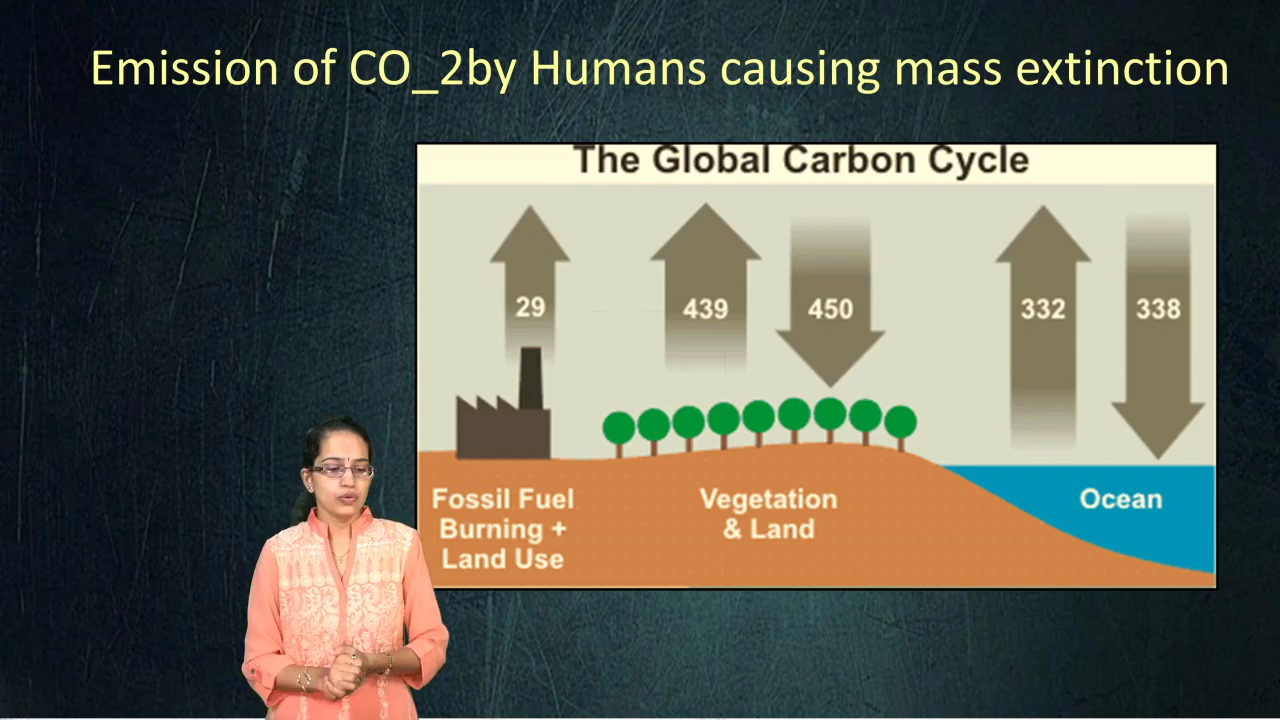 Emission of CO_2by Humans causing mass extinction
The Global Carbon Cycle
29
439
450
332
338
Fossil Fuel
Burning +
Land Use
Vegetation
& Land
Ocean